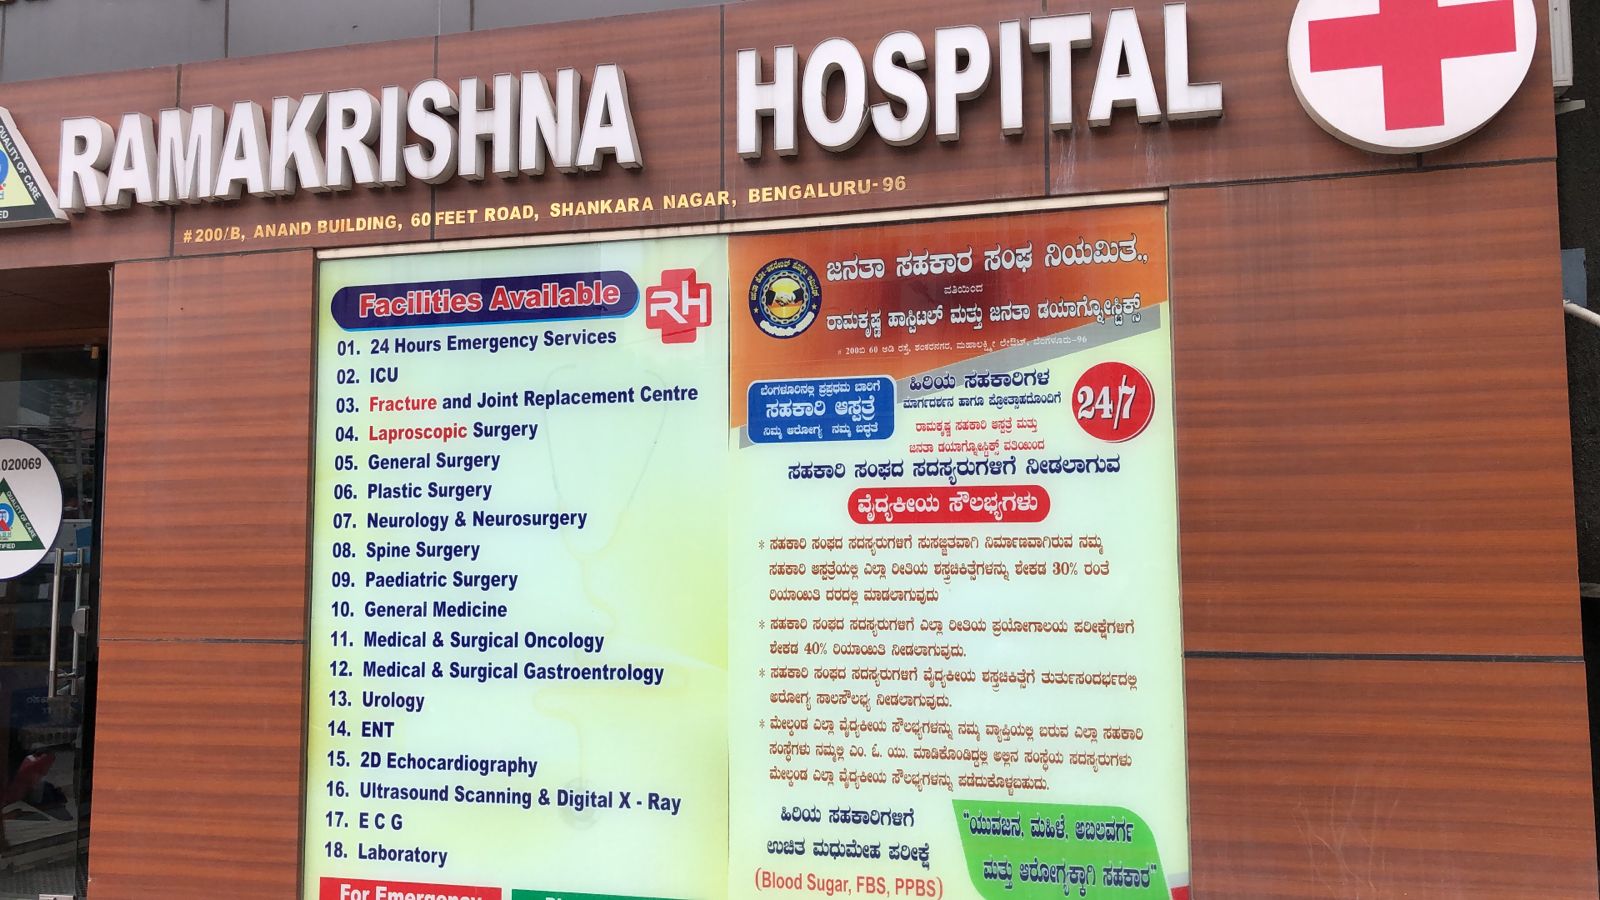 RAMAKRISHNA HOSPITAL
#200/B, ANAND BUILDING, 60 FEET ROAD, SHANKARA NAGAR, BENGALURU-96
QUALITY OF CARE
020069
QUALITY OF CARE
Facilities Available
RH
01. 24 Hours Emergency Services
02. ICU
03. Fracture and Joint Replacement Centre
04. Laproscopic Surgery
05. General Surgery
06. Plastic Surgery
07. Neurology & Neurosurgery
08. Spine Surgery
09. Paediatric Surgery
10. General Medicine
11. Medical & Surgical Oncology
12. Medical & Surgical Gastroentrology
13. Urology
14. ENT
15. 2D Echocardiography
16. Ultrasound Scanning & Digital X - Ray
17. E C G
18. Laboratory
For Emergency
ಜನತಾ ಸಹಕಾರ ಸಂಘ ನಿಯಮಿತ.,
ವತಿಯಿಂದ
ರಾಮಕೃಷ್ಣ ಹಾಸ್ಪಿಟಲ್ ಮತ್ತು ಜನತಾ ಡಯಾಗ್ನೋಸ್ಟಿಕ್ಸ್
# 200ಬಿ 60 ಅಡಿ ರಸ್ತೆ, ಶಂಕರನಗರ, ಮಹಾಲಕ್ಷ್ಮೀ ಲೇಔಟ್, ಬೆಂಗಳೂರು-96
ಬೆಂಗಳೂರಿನಲ್ಲಿ ಪ್ರಪ್ರಥಮ ಬಾರಿಗೆ
ಸಹಕಾರಿ ಆಸ್ಪತ್ರೆ
ನಿಮ್ಮ ಆರೋಗ್ಯ ನಮ್ಮ ಬದ್ಧತೆ
ಹಿರಿಯ ಸಹಕಾರಿಗಳ
ಮಾರ್ಗದರ್ಶನ ಹಾಗೂ ಪ್ರೋತ್ಸಾಹದೊಂದಿಗೆ
24/7
ರಾಮಕೃಷ್ಣ ಸಹಕಾರಿ ಆಸ್ಪತ್ರೆ ಮತ್ತು
ಜನತಾ ಡಯಾಗ್ನೋಸ್ಟಿಕ್ಸ್ ವತಿಯಿಂದ
ಸಹಕಾರಿ ಸಂಘದ ಸದಸ್ಯರುಗಳಿಗೆ ನೀಡಲಾಗುವ
ವೈದ್ಯಕೀಯ ಸೌಲಭ್ಯಗಳು
* ಸಹಕಾರಿ ಸಂಘದ ಸದಸ್ಯರುಗಳಿಗೆ ಸುಸಜ್ಜಿತವಾಗಿ ನಿರ್ಮಾಣವಾಗಿರುವ ನಮ್ಮ
ಸಹಕಾರಿ ಆಸ್ಪತ್ರೆಯಲ್ಲಿ ಎಲ್ಲಾ ರೀತಿಯ ಶಸ್ತ್ರಚಿಕಿತ್ಸೆಗಳನ್ನು ಶೇಕಡ 30% ರಂತೆ
ರಿಯಾಯಿತಿ ದರದಲ್ಲಿ ಮಾಡಲಾಗುವುದು
* ಸಹಕಾರಿ ಸಂಘದ ಸದಸ್ಯರುಗಳಿಗೆ ಎಲ್ಲಾ ರೀತಿಯ ಪ್ರಯೋಗಾಲಯ ಪರೀಕ್ಷೆಗಳಿಗೆ
ಶೇಕಡ 40% ರಿಯಾಯಿತಿ ನೀಡಲಾಗುವುದು.
* ಸಹಕಾರಿ ಸಂಘದ ಸದಸ್ಯರುಗಳಿಗೆ ವೈದ್ಯಕೀಯ ಶಸ್ತ್ರಚಿಕಿತ್ಸೆಗೆ ತುರ್ತುಸಂದರ್ಭದಲ್ಲಿ
ಆರೋಗ್ಯ ಸಾಲಸೌಲಭ್ಯ ನೀಡಲಾಗುವುದು.
* ಮೇಲ್ಕಂಡ ಎಲ್ಲಾ ವೈದ್ಯಕೀಯ ಸೌಲಭ್ಯಗಳನ್ನು ನಮ್ಮ ವ್ಯಾಪ್ತಿಯಲ್ಲಿ ಬರುವ ಎಲ್ಲಾ ಸಹಕಾರಿ
ಸಂಸ್ಥೆಗಳು ನಮ್ಮಲ್ಲಿ ಎಂ. ಓ. ಯು. ಮಾಡಿಕೊಂಡಿದ್ದಲ್ಲಿ ಅಲ್ಲಿನ ಸಂಸ್ಥೆಯ ಸದಸ್ಯರುಗಳು
ಮೇಲ್ಕಂಡ ಎಲ್ಲಾ ವೈದ್ಯಕೀಯ ಸೌಲಭ್ಯಗಳನ್ನು ಪಡೆದುಕೊಳ್ಳಬಹುದು.
ಹಿರಿಯ ಸಹಕಾರಿಗಳಿಗೆ
ಉಚಿತ ಮಧುಮೇಹ ಪರೀಕ್ಷೆ
(Blood Sugar, FBS, PPBS)
"ಯುವಜನ, ಮಹಿಳೆ, ಅಬಲವರ್ಗ
ಮತ್ತು ಆರೋಗ್ಯಕ್ಕಾಗಿ ಸಹಕಾರ"